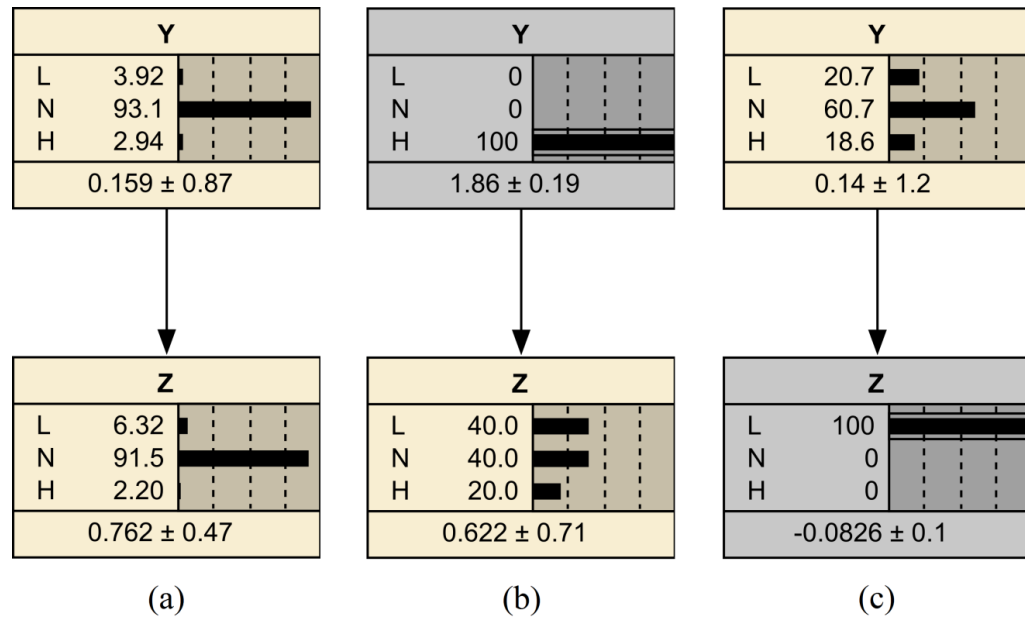 Y
L 3.92
N 93.1
H 2.94
0.159 ± 0.87
Z
L 6.32
N 91.5
H 2.20
0.762 ± 0.47
(a)
Y
L 0
N 0
H 100
1.86 ± 0.19
Z
L 40.0
N 40.0
H 20.0
0.622 ± 0.71
(b)
Y
L 20.7
N 60.7
H 18.6
0.14 ± 1.2
Z
L 100
N 0
H 0
-0.0826 ± 0.1
(c)